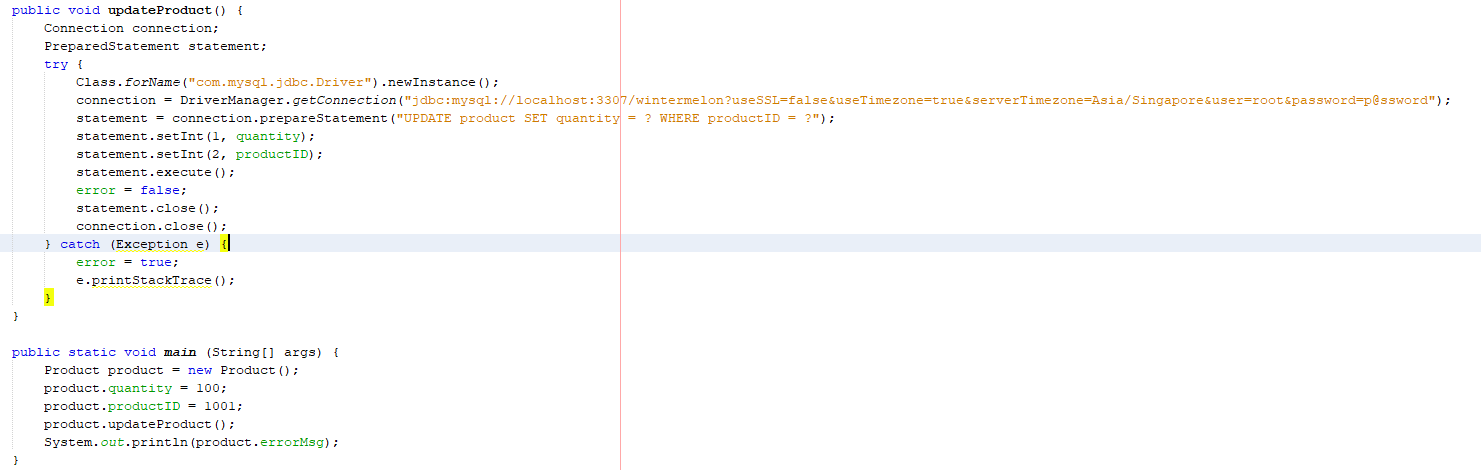 public void updateProduct() {
Connection connection;
PreparedStatement statement;
try {
Class.forName("com.mysql.jdbc.Driver").newInstance();
connection = DriverManager.getConnection("jdbc:mysql://localhost:3307/wintermelon?useSSL=false&useTimezone=true&serverTimezone=Asia/Singapore&user=root&password=p@ssword");
statement = connection.prepareStatement("UPDATE product SET quantity = ? WHERE productID = ?");
statement.setInt(1, quantity);
statement.setInt(2, productID);
statement.execute();
error = false;
statement.close();
connection.close();
} catch (Exception e) {
error = true;
e.printStackTrace();
}
}
public static void main (String[] args) {
Product product = new Product();
product.quantity = 100;
product.productID = 1001;
product.updateProduct();
System.out.println(product.errorMsg);
}